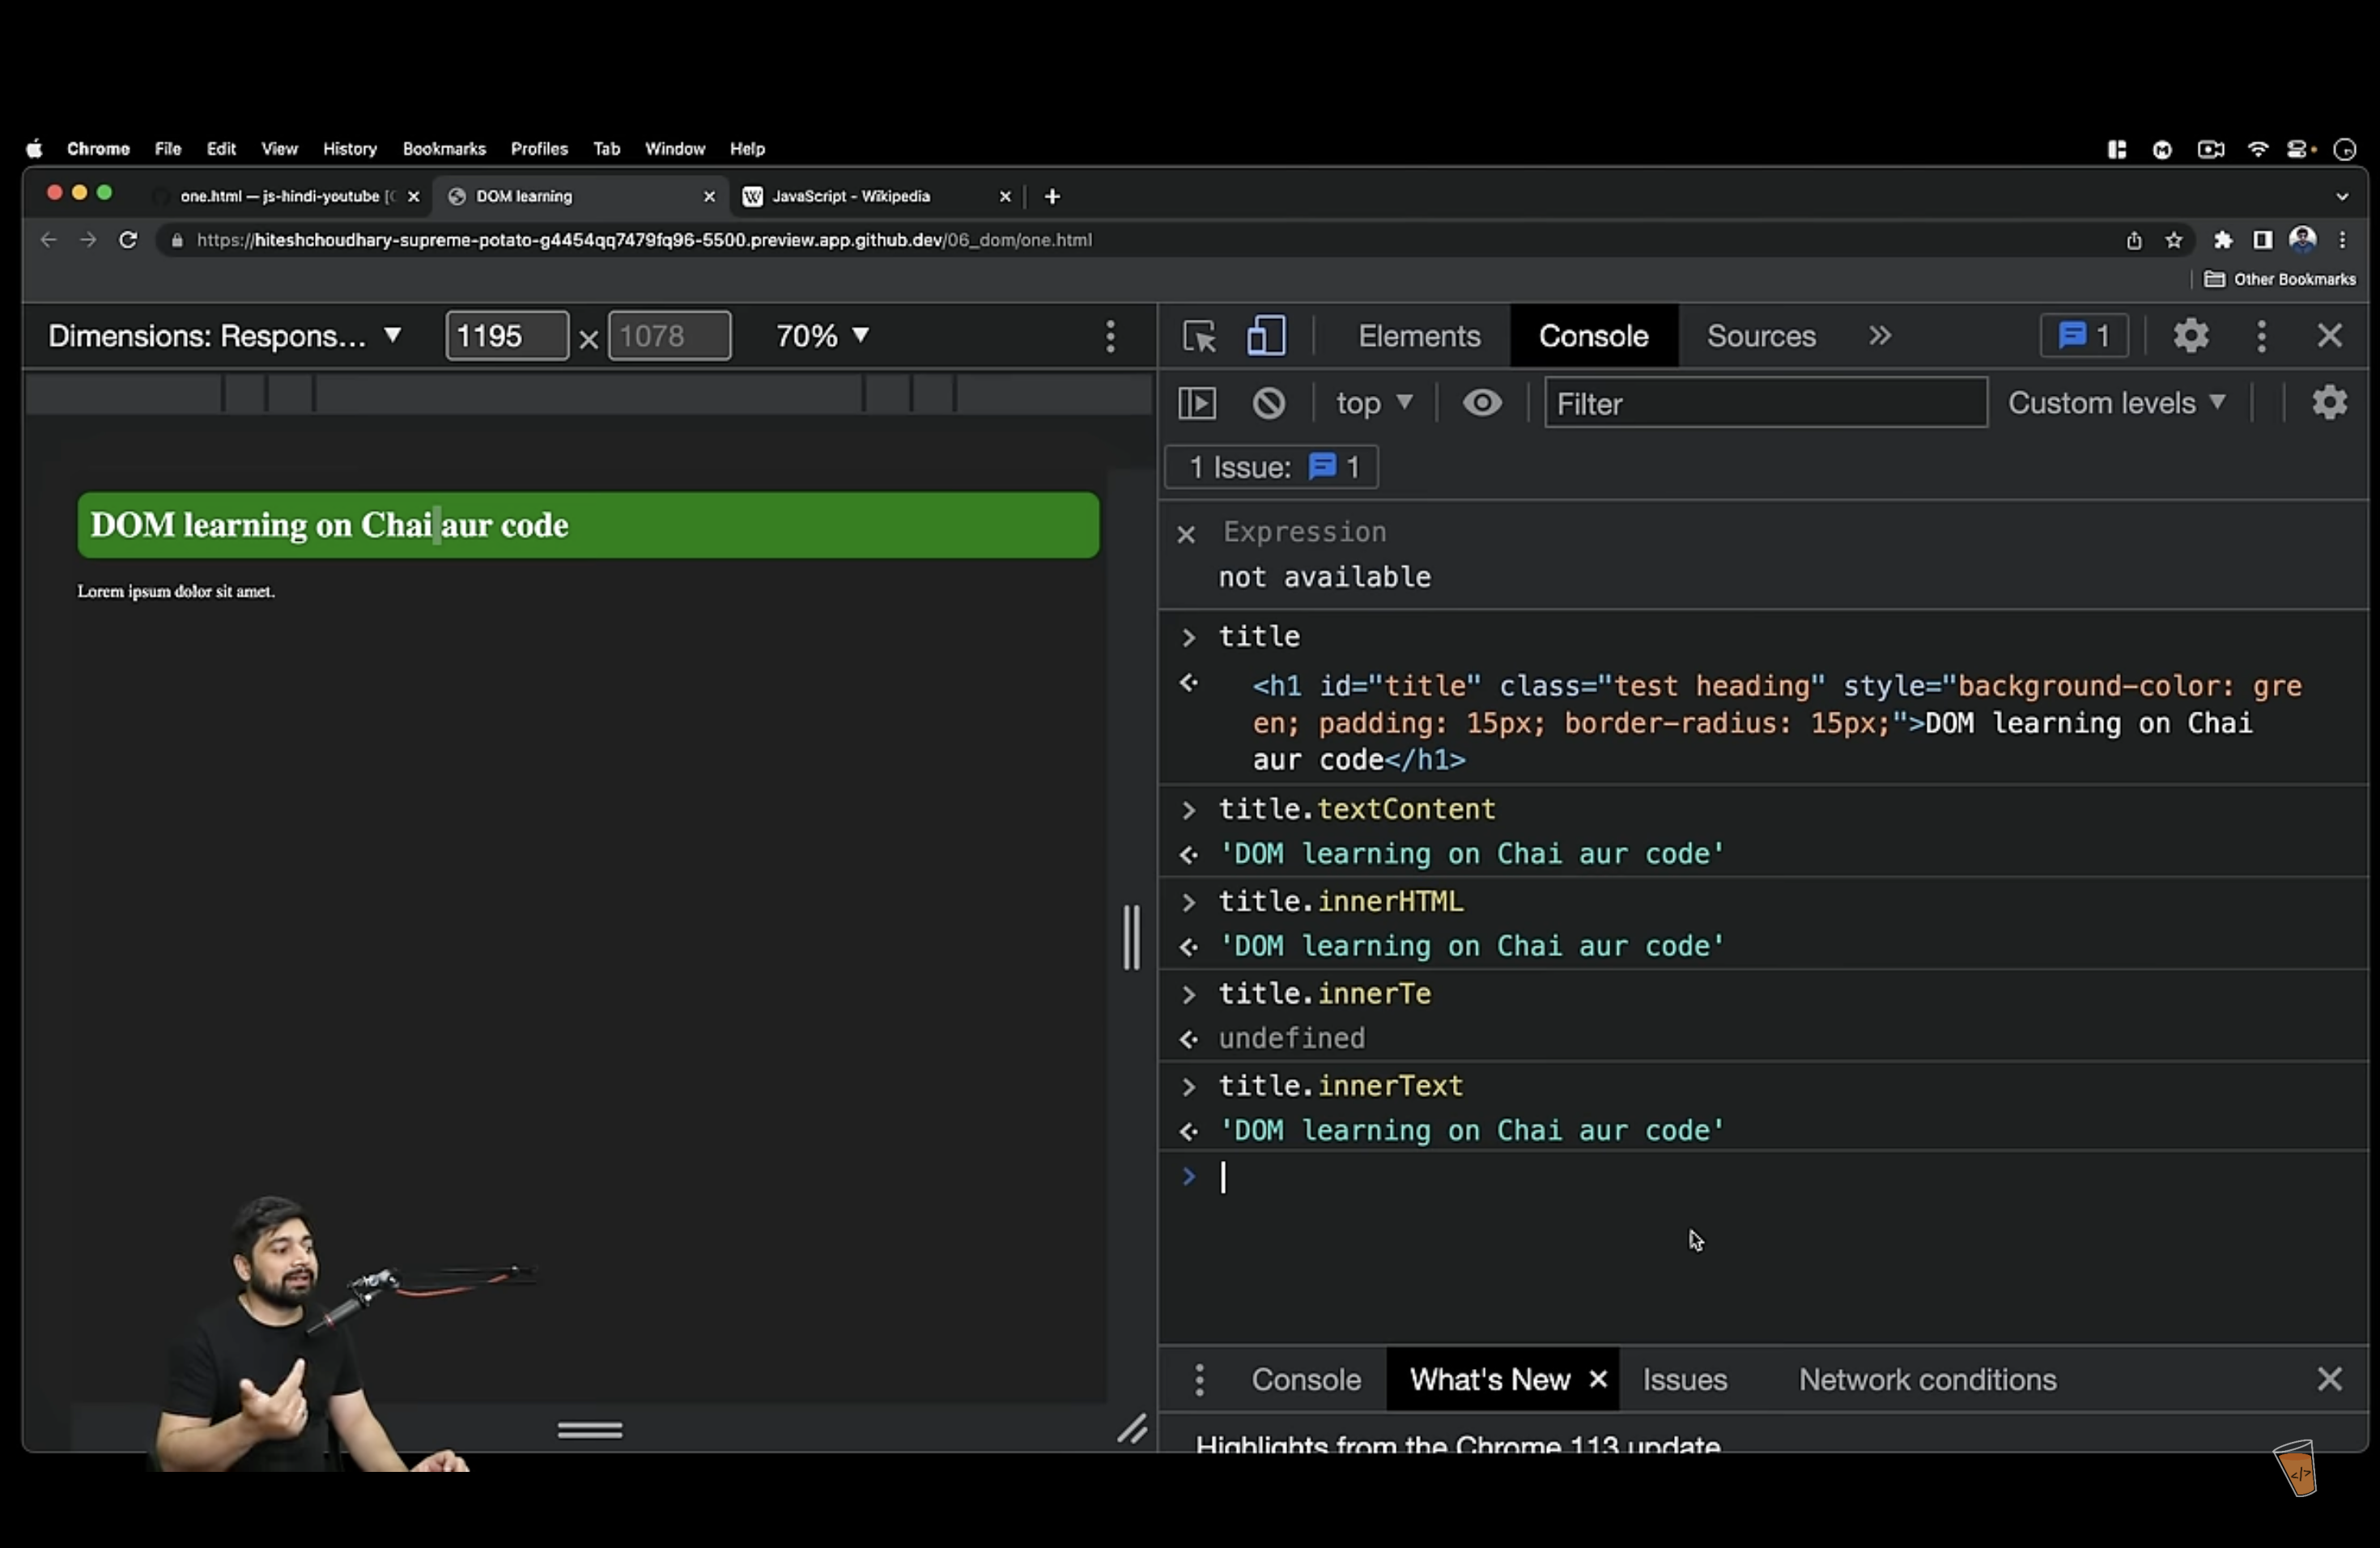 Chrome File Edit View History Bookmarks Profiles Tab Window Help
one.html — js-hindi-youtube [ DOM learning JavaScript - Wikipedia
https://hiteshchoudhary-supreme-potato-g4454qq7479fq96-5500.preview.app.github.dev/06_dom/one.html
Other Bookmarks
Dimensions: Respons... ▼ 1195 × 1078 70% ▼
Elements Console Sources » 1
top ▼ Filter Custom levels ▼
1 Issue: 1
DOM learning on Chai aur code
Lorem ipsum dolor sit amet.
Expression
not available
> title
<h1 id="title" class="test heading" style="background-color: gre
en; padding: 15px; border-radius: 15px;">DOM learning on Chai
aur code</h1>
> title.textContent
'DOM learning on Chai aur code'
> title.innerHTML
'DOM learning on Chai aur code'
> title.innerTe
undefined
> title.innerText
'DOM learning on Chai aur code'
>
Console What's New × Issues Network conditions
Highlights from the Chrome 113 update
</>